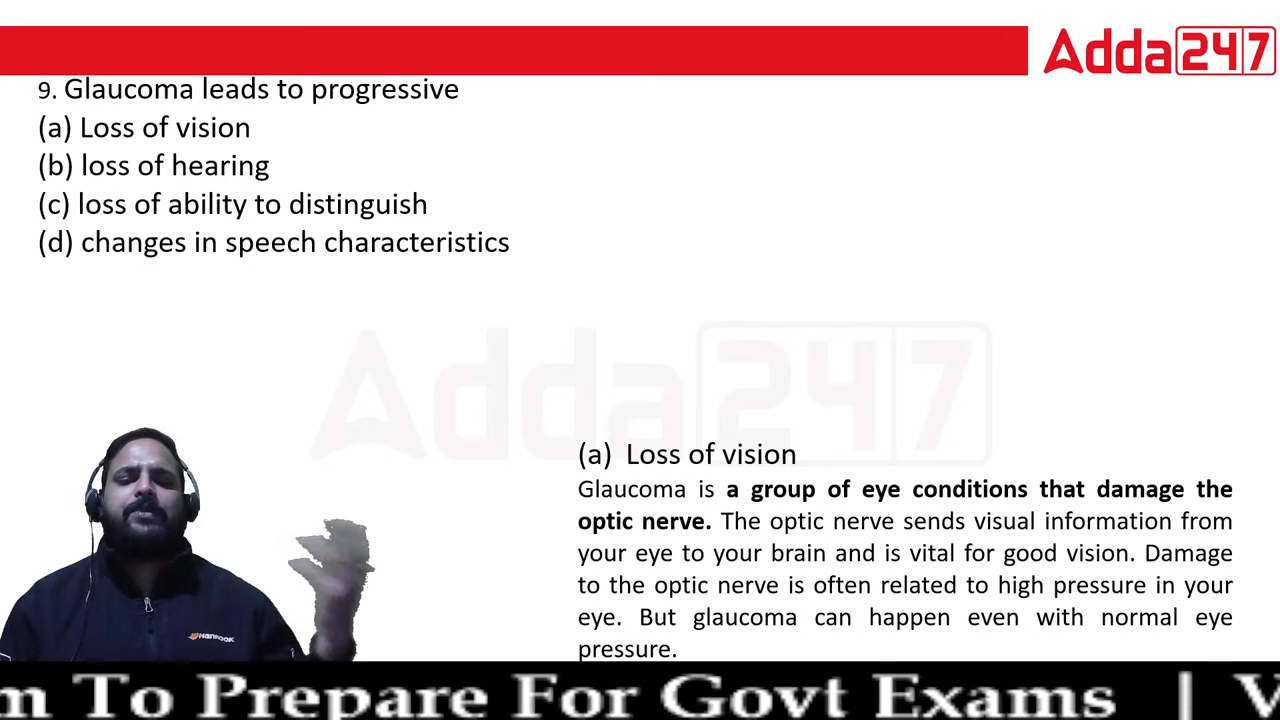 Adda247
9. Glaucoma leads to progressive
(a) Loss of vision
(b) loss of hearing
(c) loss of ability to distinguish
(d) changes in speech characteristics
Adda247
(a) Loss of vision
Glaucoma is a group of eye conditions that damage the
optic nerve. The optic nerve sends visual information from
your eye to your brain and is vital for good vision. Damage
to the optic nerve is often related to high pressure in your
eye. But glaucoma can happen even with normal eye
pressure.
HANROOK
m To Prepare For Govt Exams | V